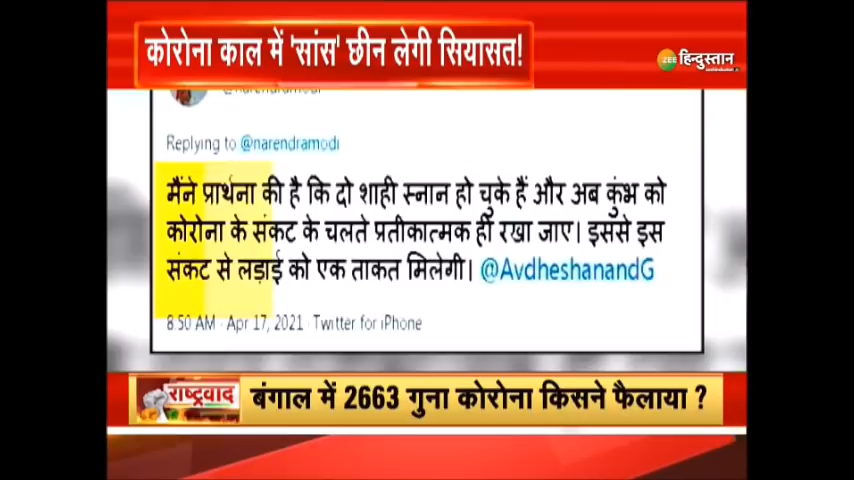 कोरोना काल में 'सांस' छीन लेगी सियासत!
ZEE हिन्दुस्तान
Replying to @narendramodi
मैंने प्रार्थना की है कि दो शाही स्नान हो चुके हैं और अब कुंभ को
कोरोना के संकट के चलते प्रतीकात्मक ही रखा जाए। इससे इस
संकट से लड़ाई को एक ताकत मिलेगी। @AvdheshanandG
8:50 AM · Apr 17, 2021 · Twitter for iPhone
राष्ट्रवाद
बंगाल में 2663 गुना कोरोना किसने फैलाया ?